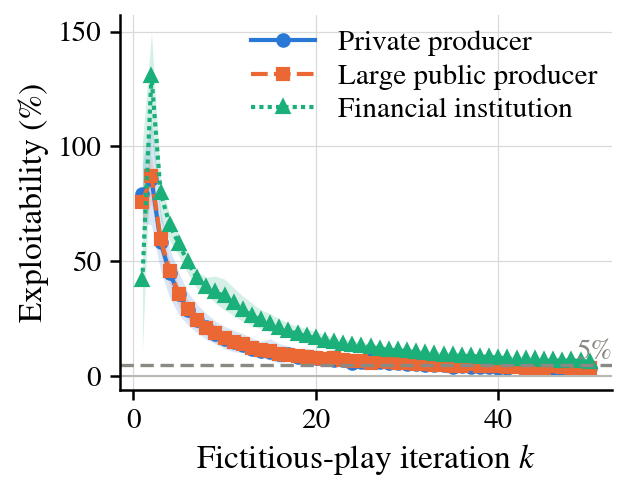 150
100
50
0
Exploitability (%)
Private producer
Large public producer
Financial institution
5%
0
20
40
Fictitious-play iteration k